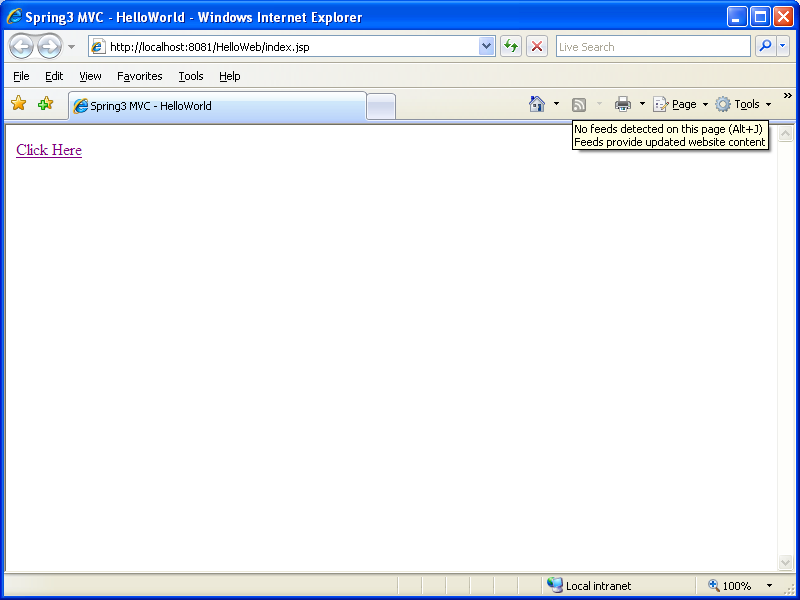 Spring3 MVC - HelloWorld - Windows Internet Explorer
http://localhost:8081/HelloWeb/index.jsp
Live Search
File Edit View Favorites Tools Help
Spring3 MVC - HelloWorld
Page Tools »
No feeds detected on this page (Alt+J)
Feeds provide updated website content
Click Here
Local intranet 100%